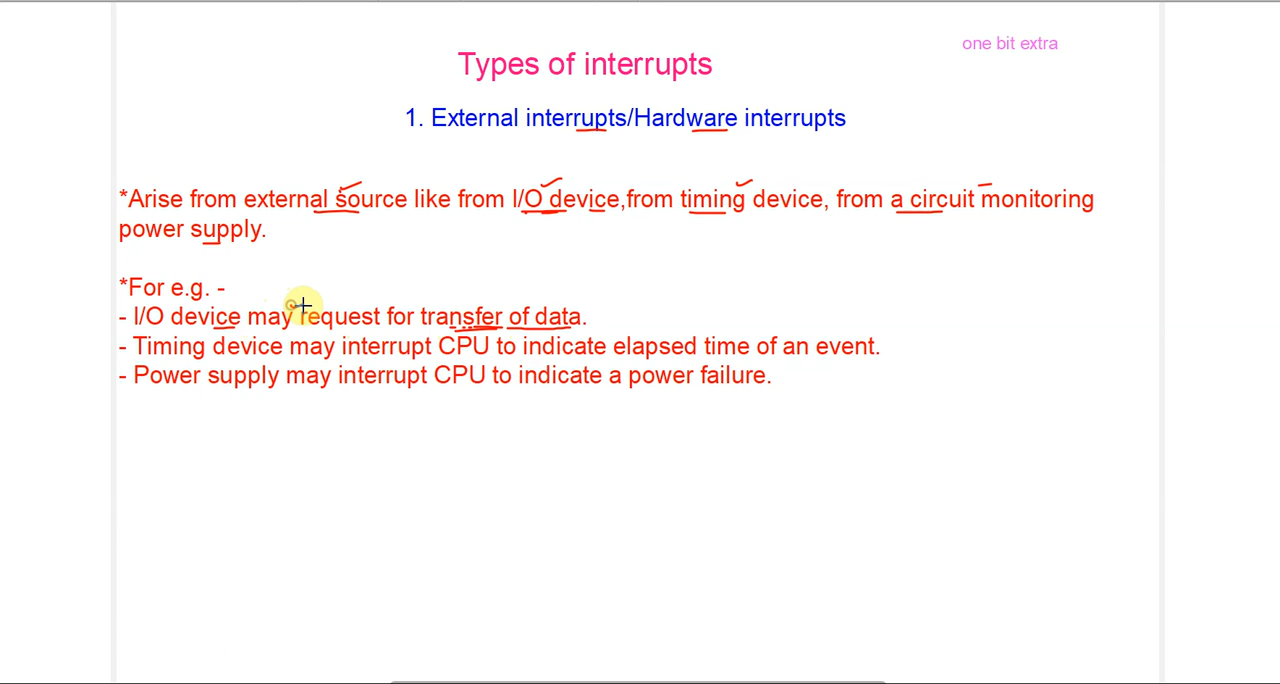 one bit extra
Types of interrupts
1. External interrupts/Hardware interrupts
*Arise from external source like from I/O device,from timing device, from a circuit monitoring
power supply.
*For e.g. -
- I/O device may request for transfer of data.
- Timing device may interrupt CPU to indicate elapsed time of an event.
- Power supply may interrupt CPU to indicate a power failure.